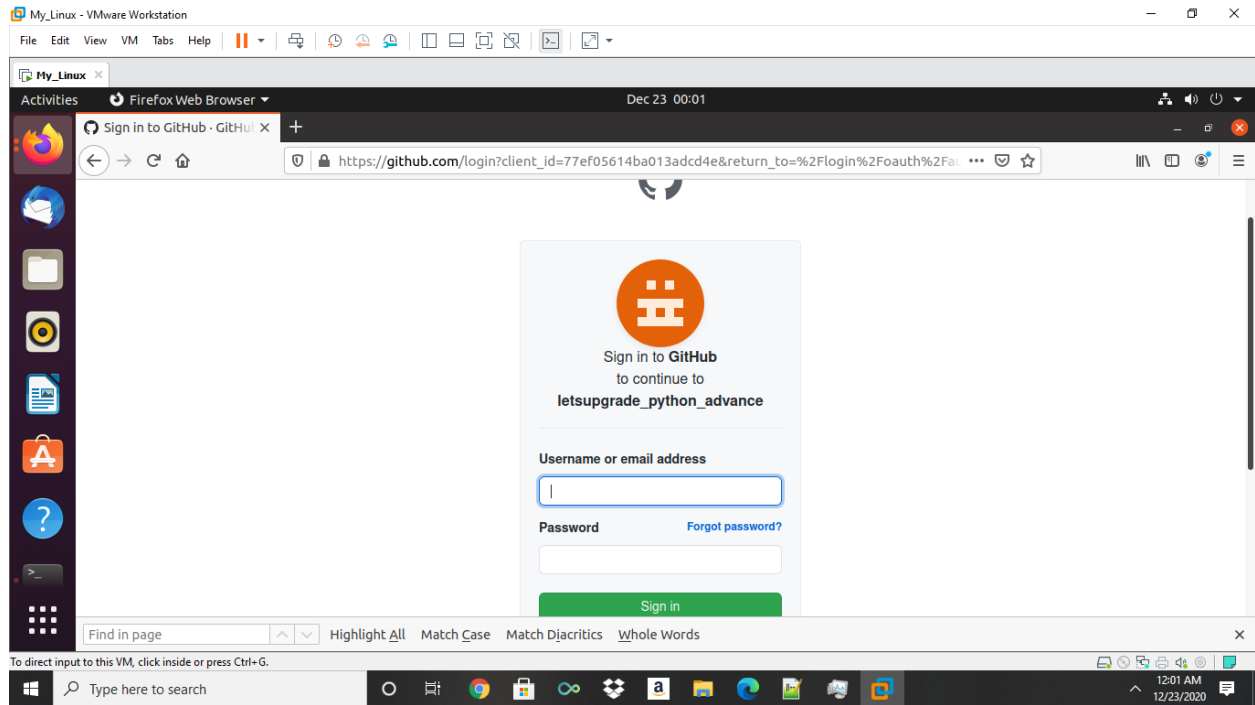 My_Linux - VMware Workstation
File Edit View VM Tabs Help
My_Linux
Activities Firefox Web Browser Dec 23 00:01
Sign in to GitHub · GitHub
https://github.com/login?client_id=77ef05614ba013adcd4e&return_to=%2Flogin%2Foauth%2Fau
Sign in to GitHub
to continue to
letsupgrade_python_advance
Username or email address
Password Forgot password?
Sign in
Find in page Highlight All Match Case Match Diacritics Whole Words
To direct input to this VM, click inside or press Ctrl+G.
Type here to search
12:01 AM
12/23/2020